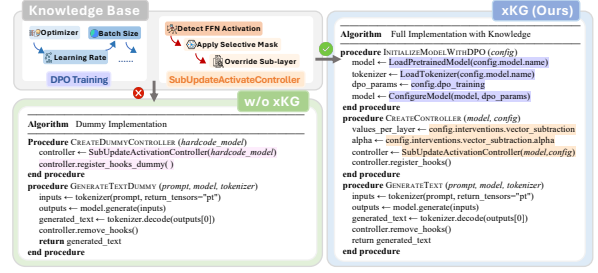 Knowledge Base
Optimizer
Batch Size
Learning Rate
......
DPO Training
Detect FFN Activation
Apply Selective Mask
Override Sub-layer
SubUpdateActivateController
w/o xKG
Algorithm Dummy Implementation
Procedure CREATEDUMMYCONTROLLER (hardcode_model)
controller ← SubUpdateActivationController(hardcode_model)
controller.register_hooks_dummy( )
end procedure
procedure GENERATETEXTDUMMY (prompt, model, tokenizer)
inputs ← tokenizer(prompt, return_tensors="pt")
outputs ← model.generate(inputs)
generated_text ← tokenizer.decode(outputs[0])
controller.remove_hooks()
return generated_text
end procedure
xKG (Ours)
Algorithm Full Implementation with Knowledge
procedure INITIALIZEMODELWITHDPO (config)
model ← LoadPretrainedModel(config.model.name)
tokenizer ← LoadTokenizer(config.model.name)
dpo_params ← config.dpo_training
model ← ConfigureModel(model, dpo_params)
end procedure
procedure CREATECONTROLLER (model, config)
values_per_layer ← config.interventions.vector_subtraction
alpha ← config.interventions.vector_subtraction.alpha
controller ← SubUpdateActivationController(model,config)
controller.register_hooks()
procedure GENERATETEXT (prompt, model, tokenizer)
inputs ← tokenizer(prompt, return_tensors="pt")
outputs ← model.generate(inputs)
generated_text ← tokenizer.decode(outputs[0])
controller.remove_hooks()
return generated_text
end procedure